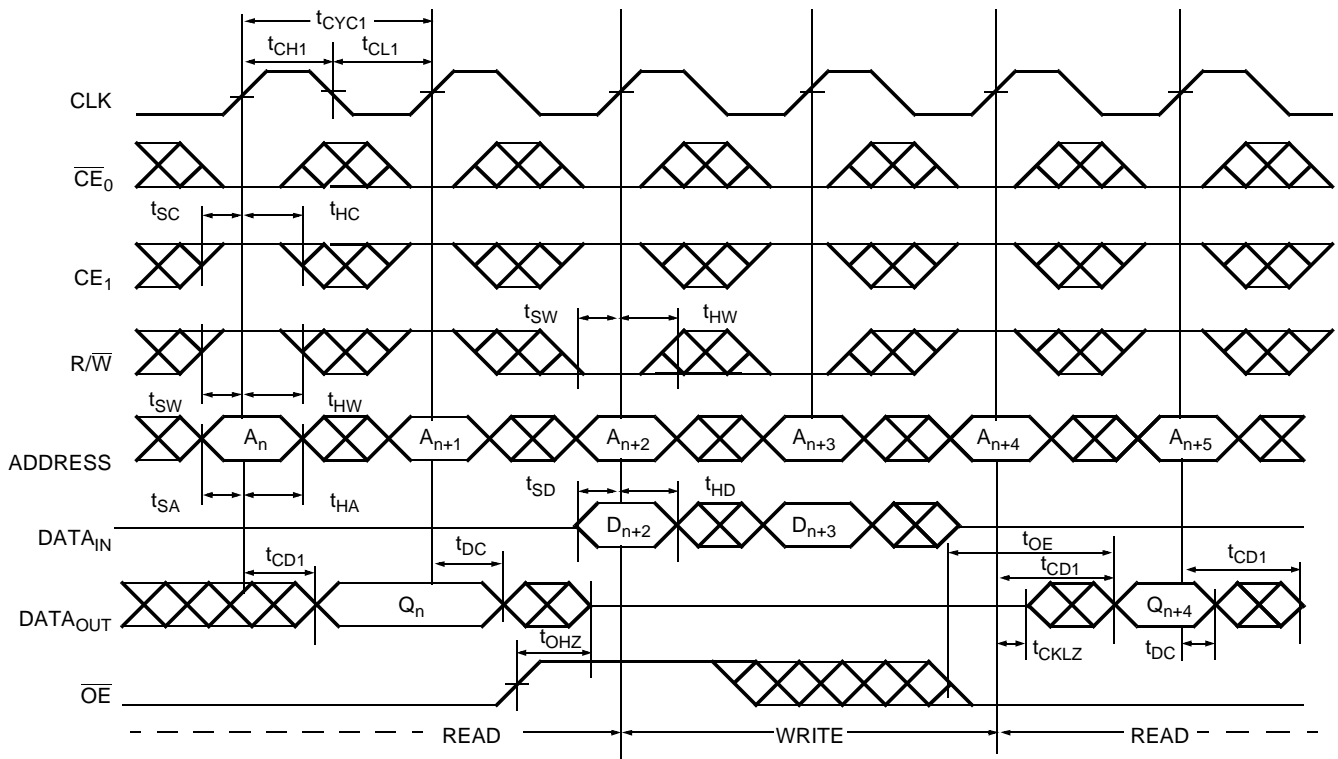 tCYC1
tCH1 tCL1
CLK
CE0
tSC tHC
CE1
tSW tHW
R/W
tSW tHW
An An+1 An+2 An+3 An+4 An+5
ADDRESS
tSA tHA tSD tHD
Dn+2 Dn+3
DATAIN
tOE
tCD1 tDC tCD1 tCD1
Qn Qn+4
DATAOUT
tOHZ tCKLZ tDC
OE
READ WRITE READ